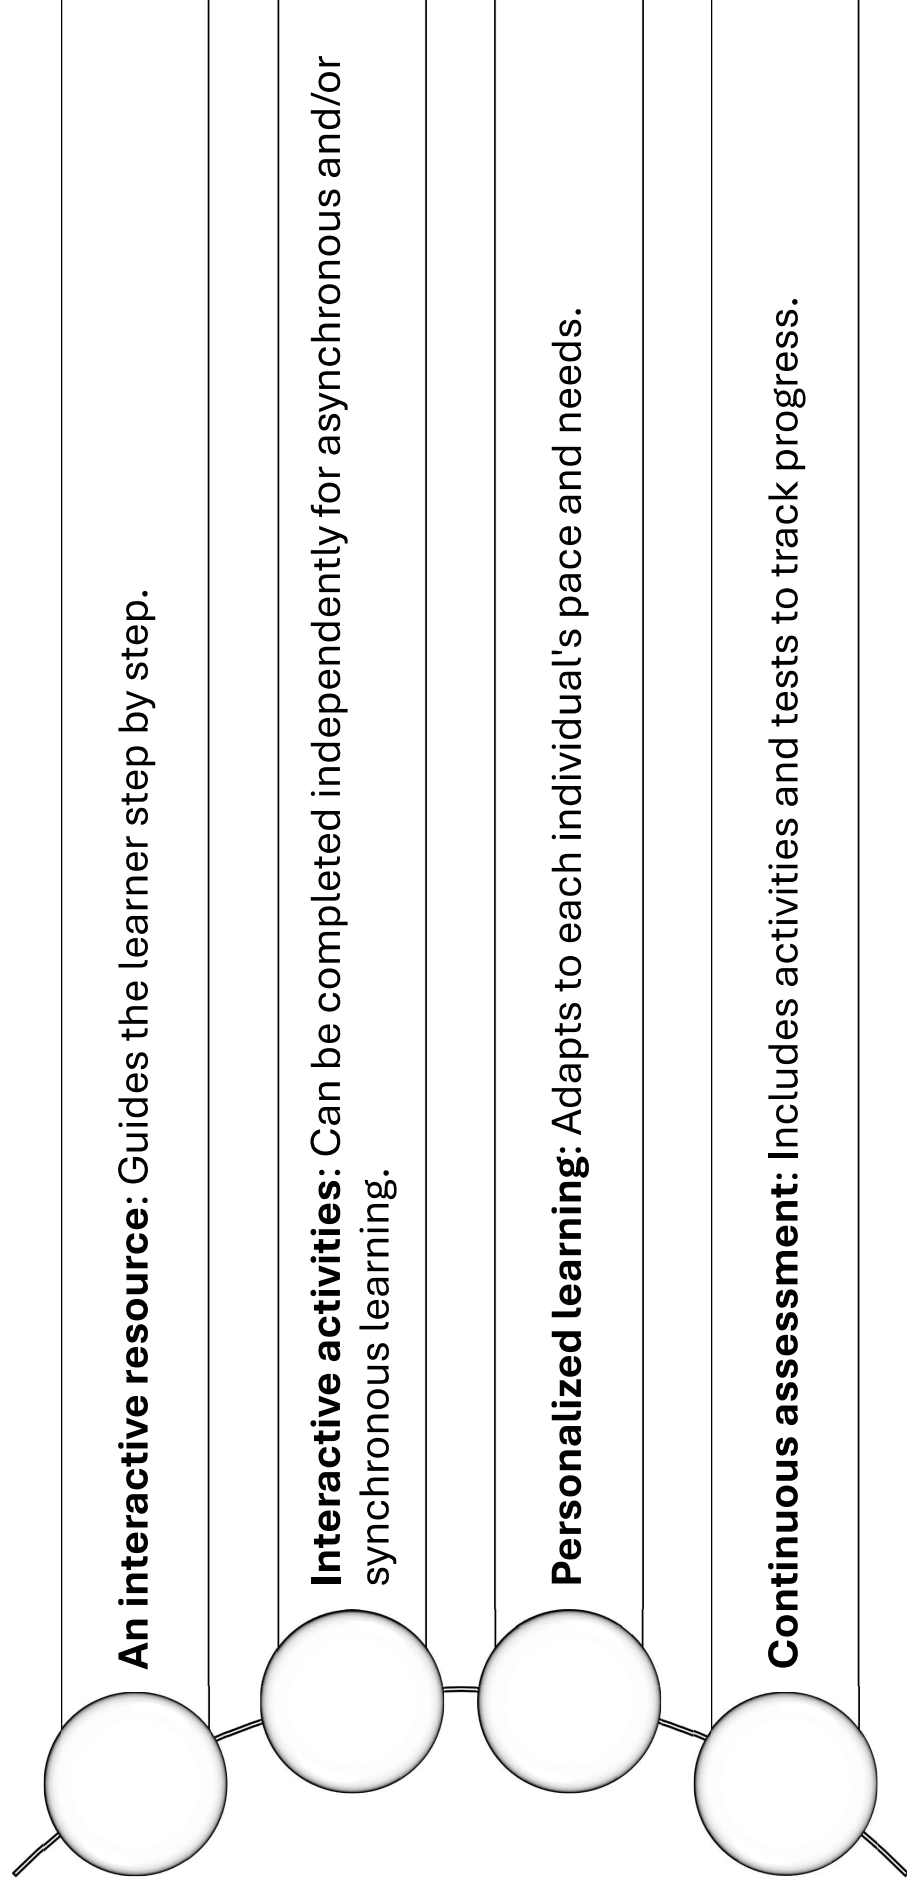 An interactive resource: Guides the learner step by step.
Interactive activities: Can be completed independently for asynchronous and/or
synchronous learning.
Personalized learning: Adapts to each individual's pace and needs.
Continuous assessment: Includes activities and tests to track progress.